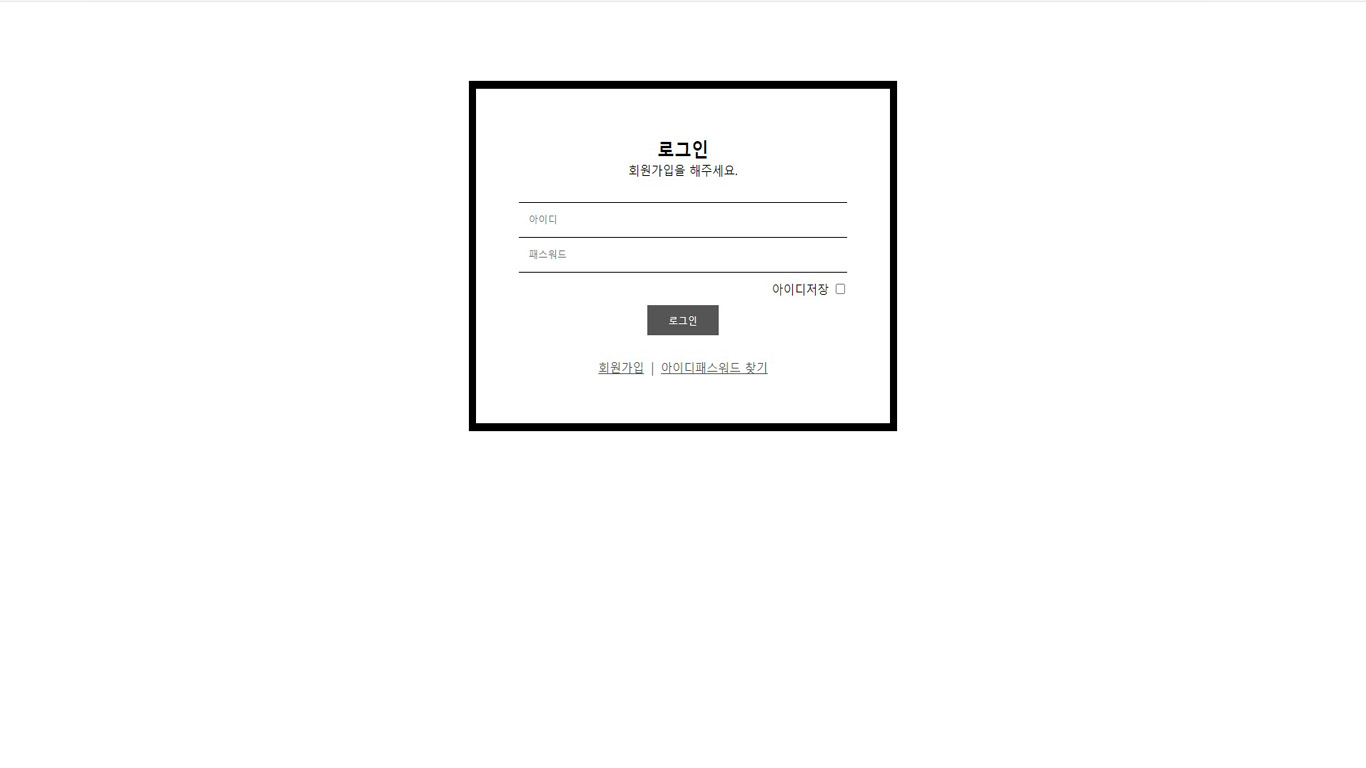 로그인
회원가입을 해주세요.
아이디
패스워드
아이디저장
로그인
회원가입 | 아이디패스워드 찾기